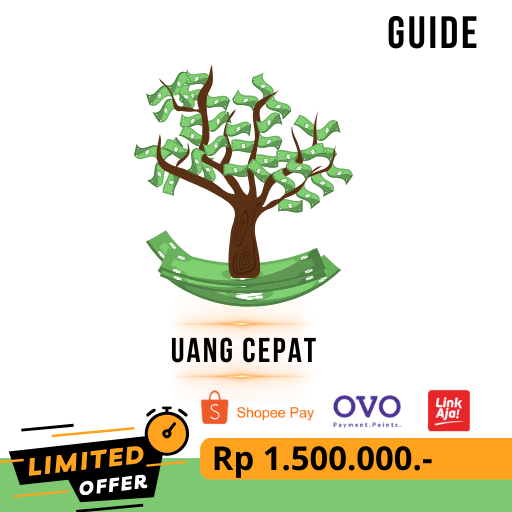 GUIDE
UANG CEPAT
Shopee Pay
OVO
Payment.Points.
Link
Aja!
LIMITED
OFFER
Rp 1.500.000.-